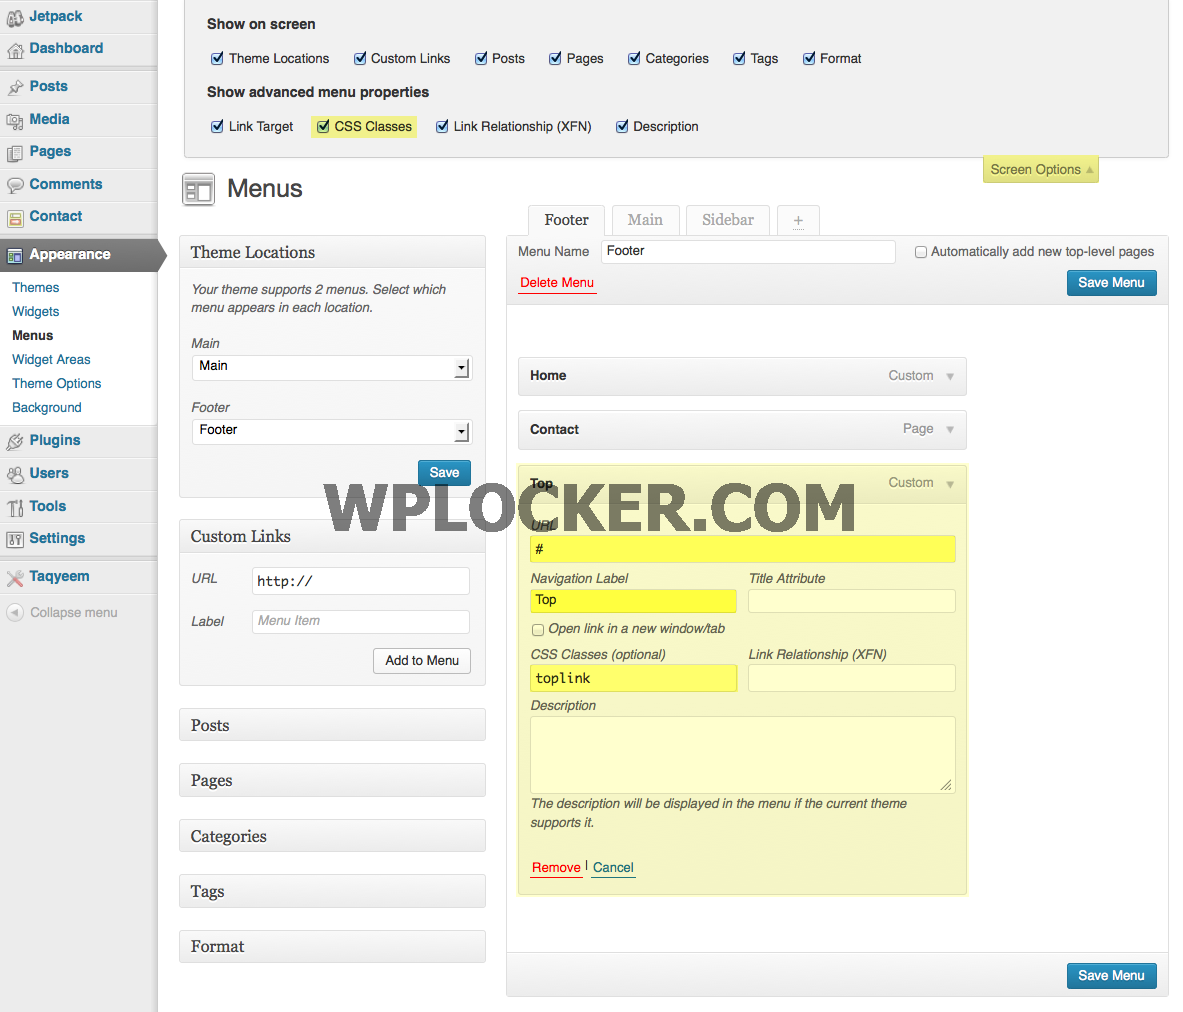 Jetpack
Dashboard
Posts
Media
Pages
Comments
Contact
Appearance
Themes
Widgets
Menus
Widget Areas
Theme Options
Background
Plugins
Users
Tools
Settings
Taqyeem
Collapse menu
Show on screen
Theme Locations Custom Links Posts Pages Categories Tags Format
Show advanced menu properties
Link Target CSS Classes Link Relationship (XFN) Description
Screen Options
Menus
Theme Locations
Your theme supports 2 menus. Select which
menu appears in each location.
Main
Main
Footer
Footer
Save
Custom Links
URL http://
Label Menu Item
Add to Menu
Posts
Pages
Categories
Tags
Format
Footer Main Sidebar +
Menu Name Footer Automatically add new top-level pages
Delete Menu Save Menu
Home Custom
Contact Page
Top Custom
WPLOCKER.COM
URL
#
Navigation Label Title Attribute
Top
Open link in a new window/tab
CSS Classes (optional) Link Relationship (XFN)
toplink
Description
The description will be displayed in the menu if the current theme
supports it.
Remove | Cancel
Save Menu